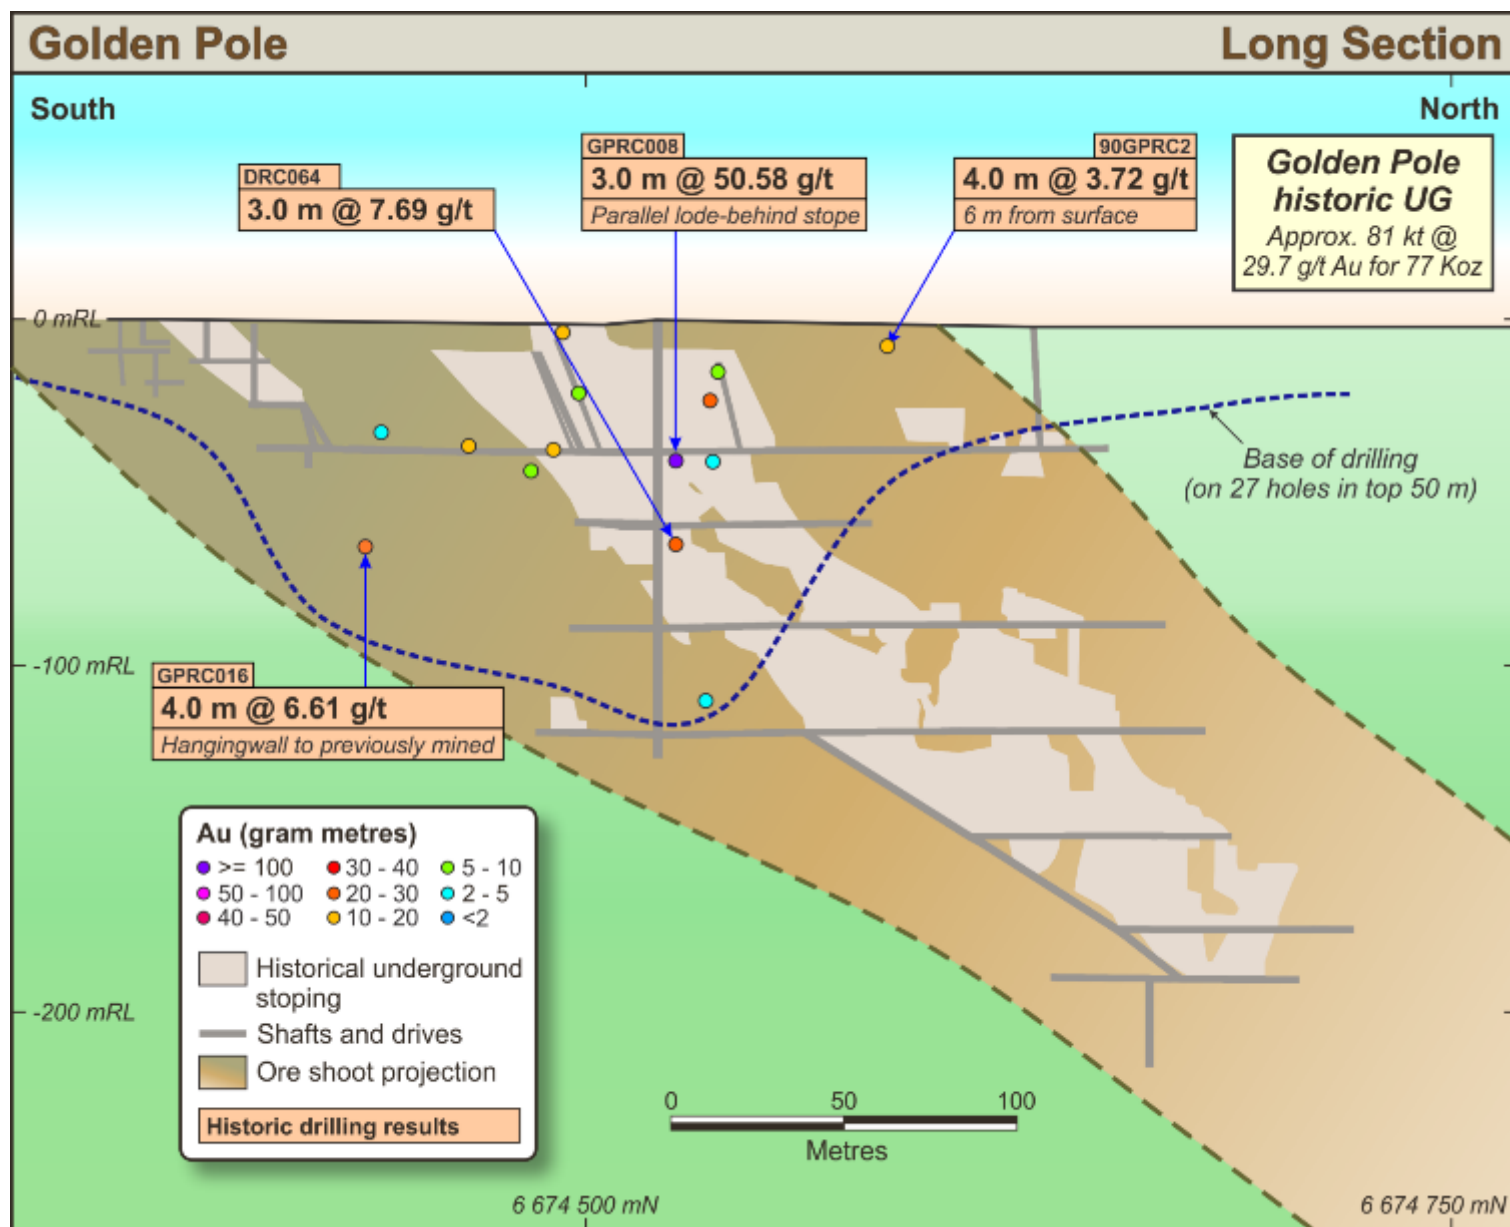 Golden Pole
Long Section
South
North
DRC064
3.0 m @ 7.69 g/t
GPRC008
3.0 m @ 50.58 g/t
Parallel lode-behind stope
90GPRC2
4.0 m @ 3.72 g/t
6 m from surface
Golden Pole
historic UG
Approx. 81 kt @
29.7 g/t Au for 77 Koz
0 mRL
Base of drilling
(on 27 holes in top 50 m)
-100 mRL
GPRC016
4.0 m @ 6.61 g/t
Hangingwall to previously mined
Au (gram metres)
>= 100
30 - 40
5 - 10
50 - 100
20 - 30
2 - 5
40 - 50
10 - 20
<2
Historical underground
stoping
Shafts and drives
Ore shoot projection
Historic drilling results
-200 mRL
0
50
100
Metres
6 674 500 mN
6 674 750 mN